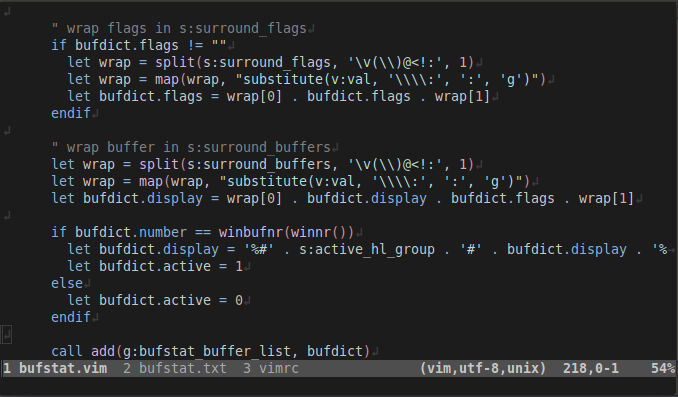 " wrap flags in s:surround_flags
if bufdict.flags != ""
let wrap = split(s:surround_flags, '\v(\\)@<!:', 1)
let wrap = map(wrap, "substitute(v:val, '\\\\:', ':', 'g')")
let bufdict.flags = wrap[0] . bufdict.flags . wrap[1]
endif
" wrap buffer in s:surround_buffers
let wrap = split(s:surround_buffers, '\v(\\)@<!:', 1)
let wrap = map(wrap, "substitute(v:val, '\\\\:', ':', 'g')")
let bufdict.display = wrap[0] . bufdict.display . bufdict.flags . wrap[1]
if bufdict.number == winbufnr(winnr())
let bufdict.display = '%#' . s:active_hl_group . '#' . bufdict.display . '%
let bufdict.active = 1
else
let bufdict.active = 0
endif
call add(g:bufstat_buffer_list, bufdict)
1 bufstat.vim 2 bufstat.txt 3 vimrc (vim,utf-8,unix) 218,0-1 54%